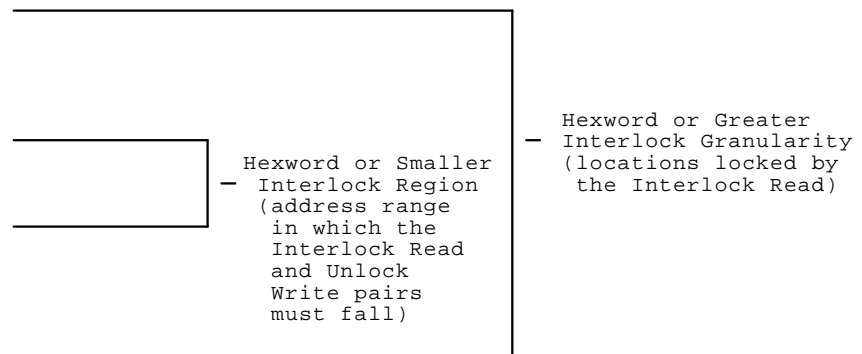 Hexword or Smaller
Interlock Region
(address range
in which the
Interlock Read
and Unlock
Write pairs
must fall)
Hexword or Greater
Interlock Granularity
(locations locked by
the Interlock Read)